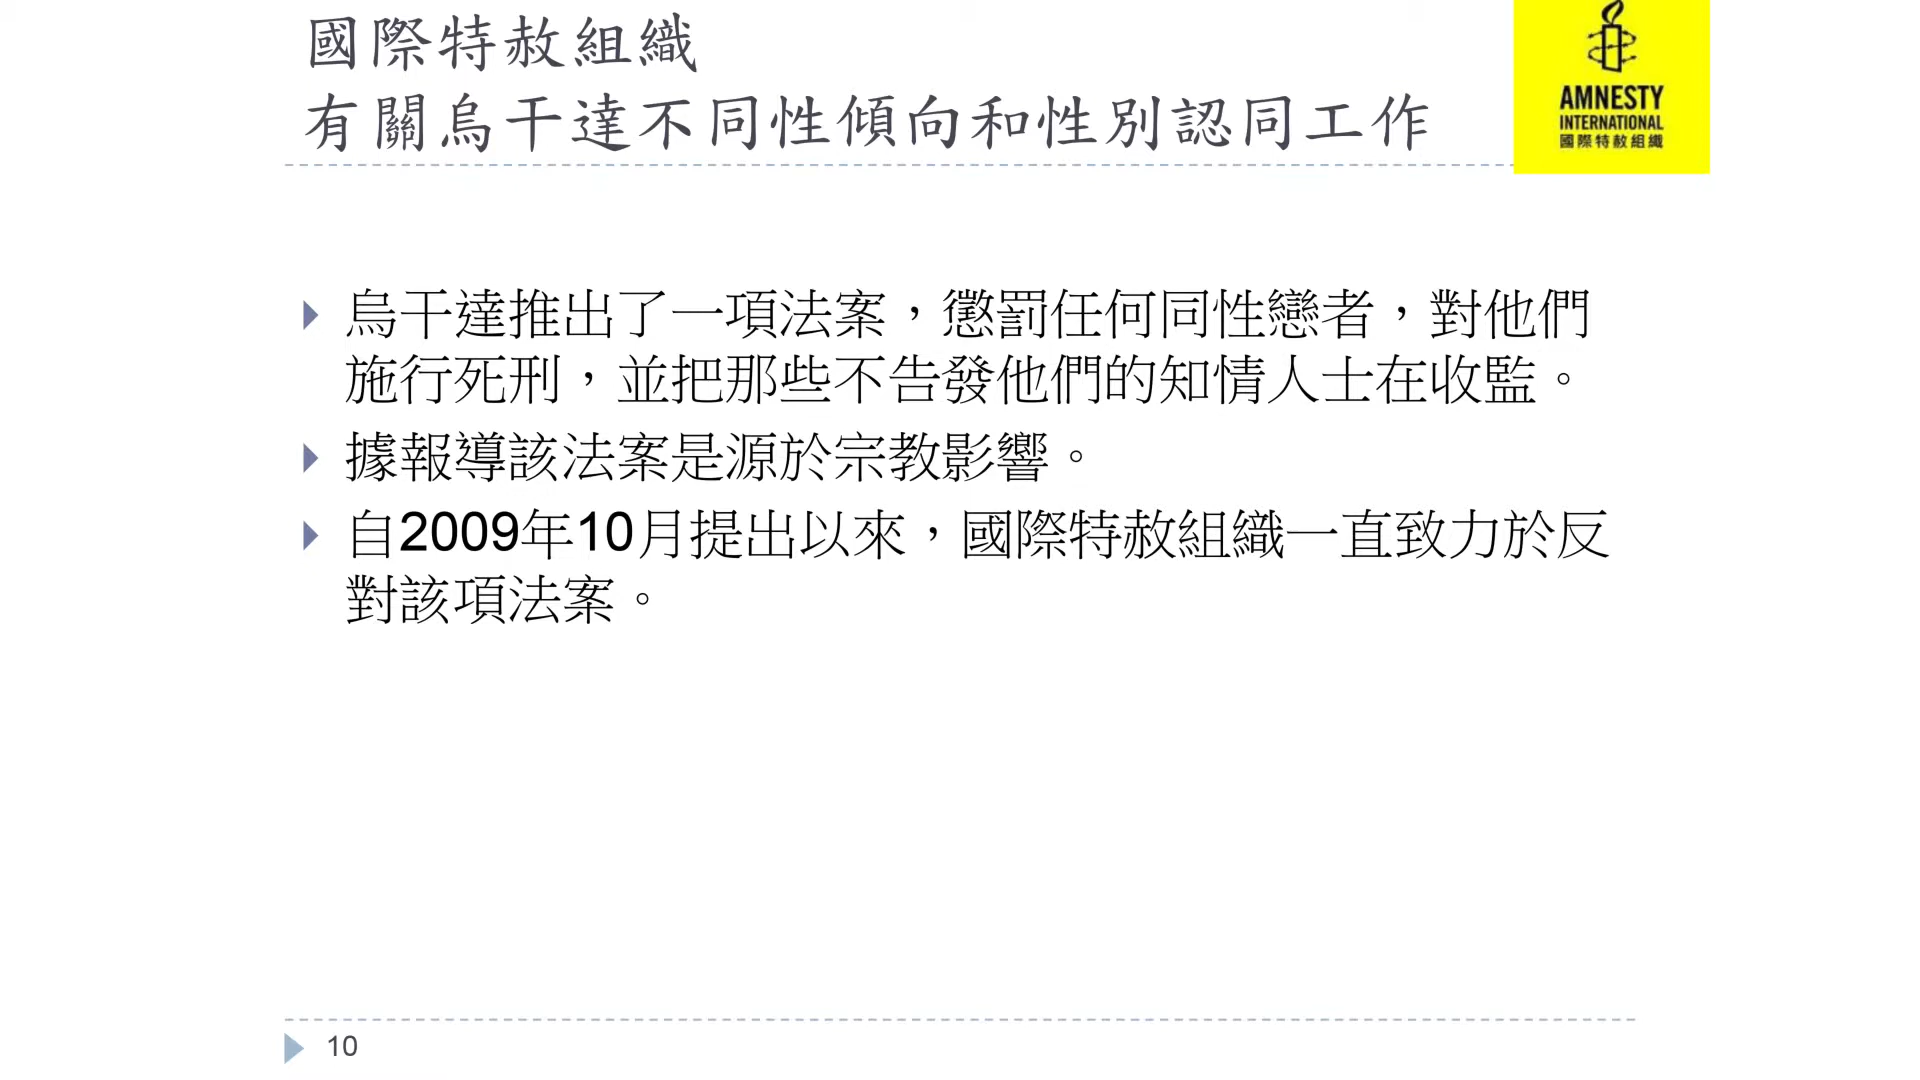 國際特赦組織
有關烏干達不同性傾向和性別認同工作
AMNESTY
INTERNATIONAL
國際特赦組織
烏干達推出了一項法案，懲罰任何同性戀者，對他們
施行死刑，並把那些不告發他們的知情人士在收監。
據報導該法案是源於宗教影響。
自2009年10月提出以來，國際特赦組織一直致力於反
對該項法案。
10